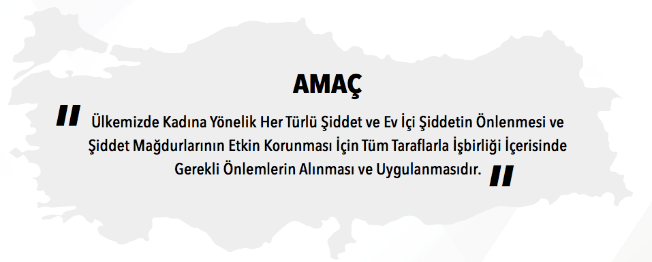 AMAÇ
" Ülkemizde Kadına Yönelik Her Türlü Şiddet ve Ev İçi Şiddetin Önlenmesi ve
Şiddet Mağdurlarının Etkin Korunması İçin Tüm Taraflarla İşbirliği İçerisinde
Gerekli Önlemlerin Alınması ve Uygulanmasıdır. "